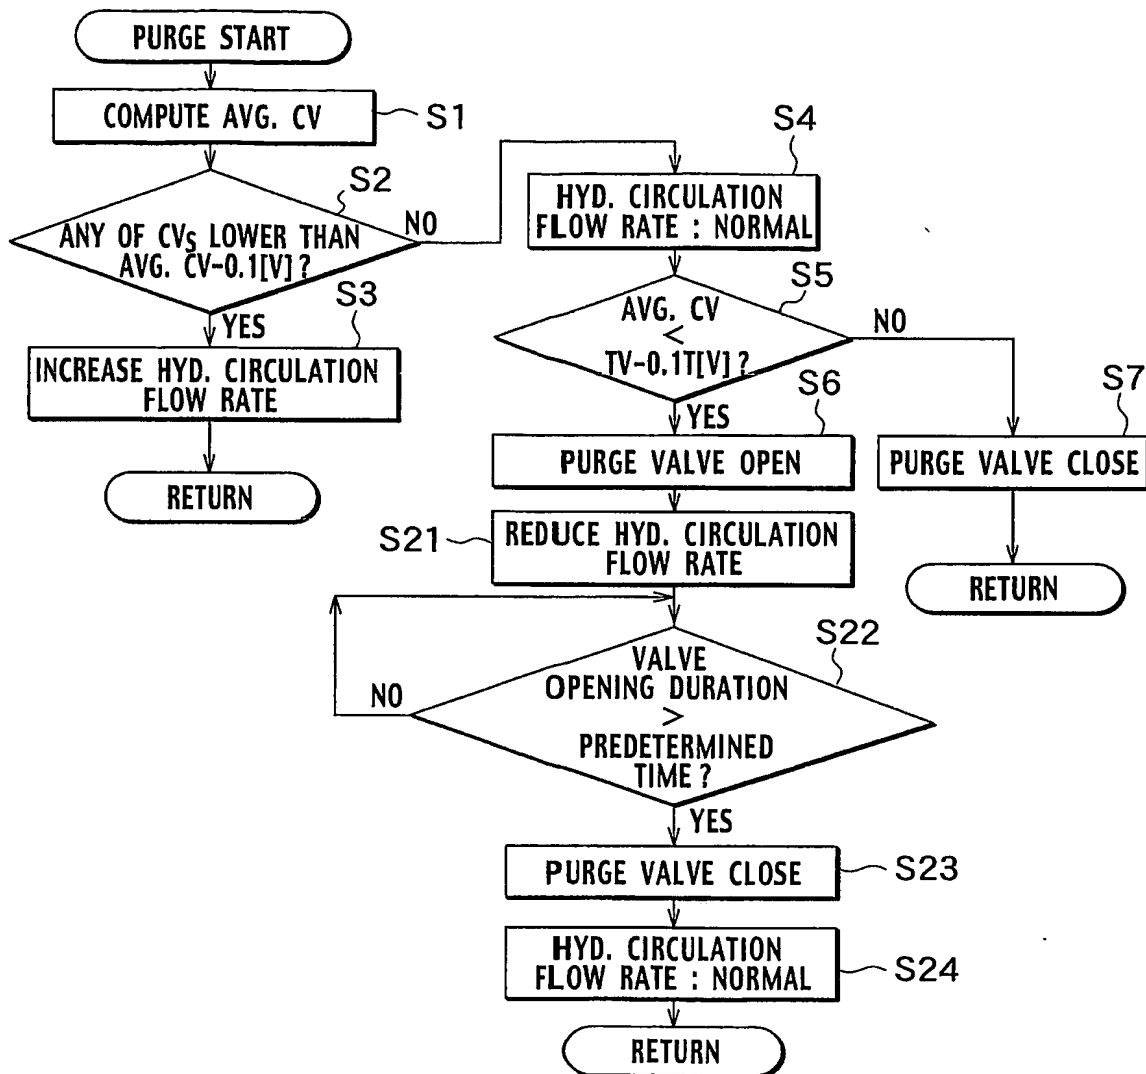 PURGE START
COMPUTE AVG. CV
S1
S2
ANY OF CVS LOWER THAN
AVG. CV-0.1[V]?
NO
YES
S3
INCREASE HYD. CIRCULATION
FLOW RATE
RETURN
S4
HYD. CIRCULATION
FLOW RATE : NORMAL
S5
AVG. CV
<
TV-0.1T[V]?
NO
YES
S6
PURGE VALVE OPEN
S7
PURGE VALVE CLOSE
RETURN
S21
REDUCE HYD. CIRCULATION
FLOW RATE
S22
VALVE
OPENING DURATION
>
PREDETERMINED
TIME?
NO
YES
PURGE VALVE CLOSE
S23
HYD. CIRCULATION
FLOW RATE : NORMAL
S24
RETURN